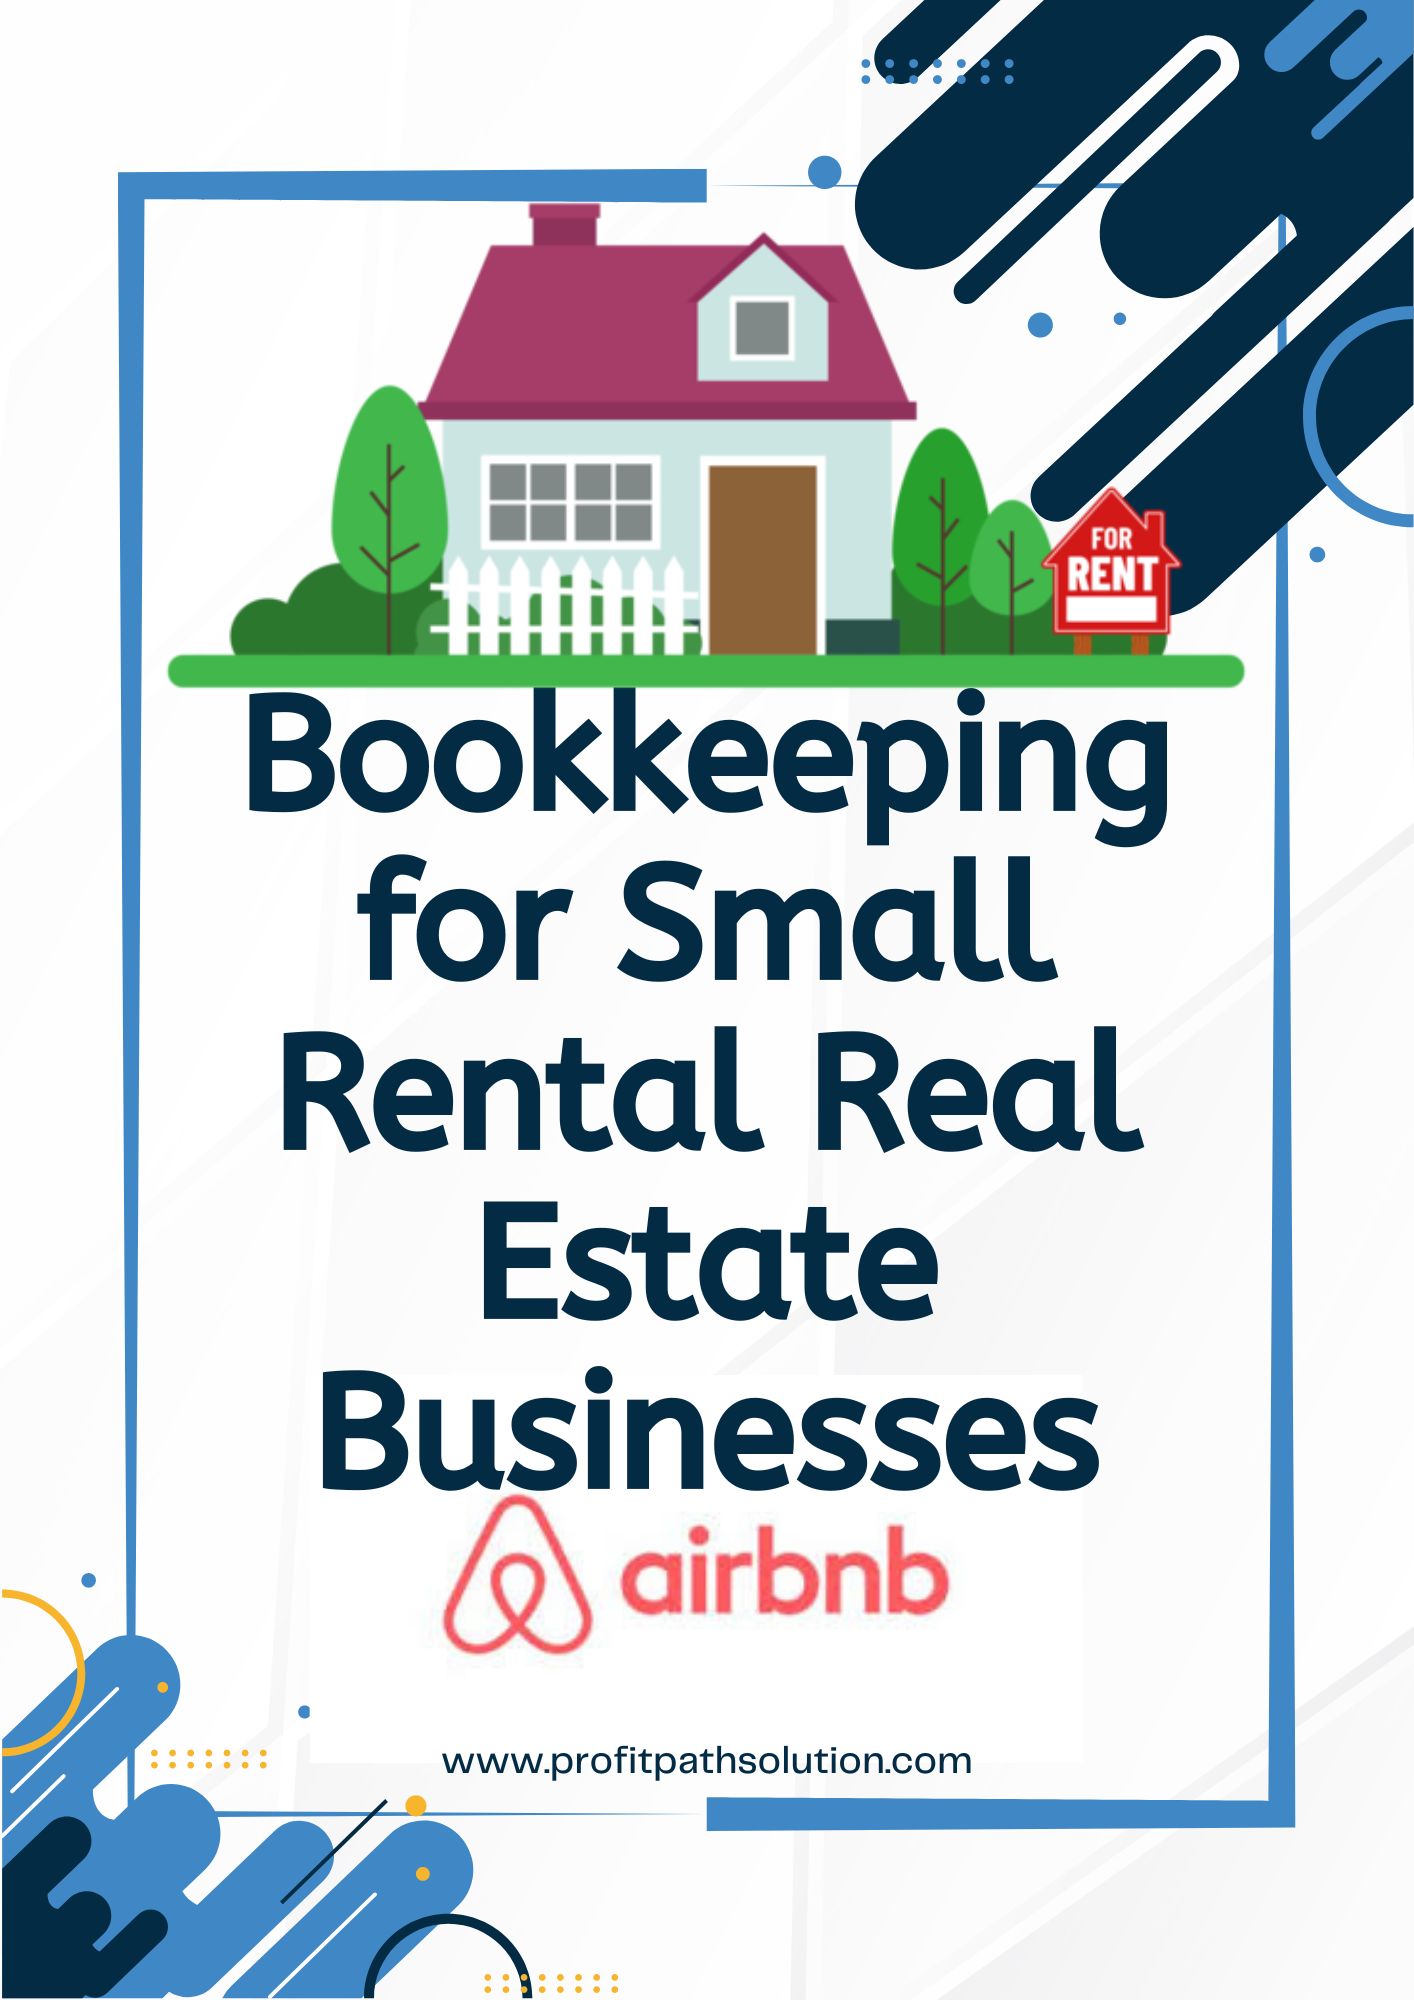 FOR
RENT
Bookkeeping
for Small
Rental Real
Estate
Businesses
airbnb
www.profitpathsolution.com